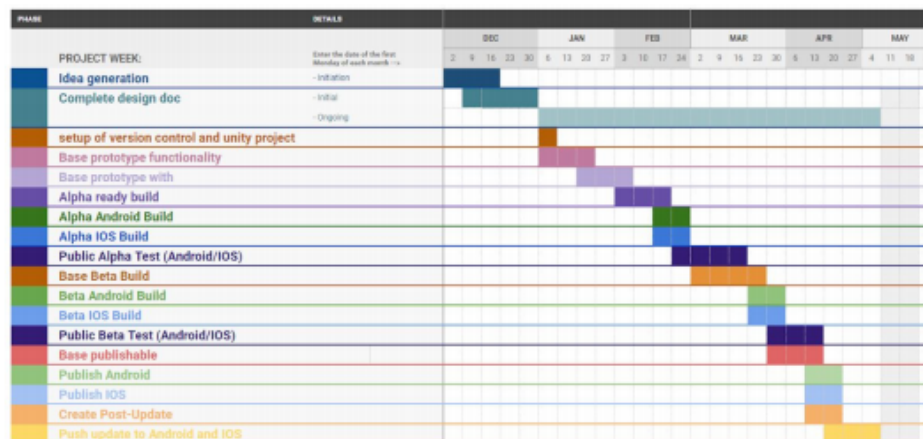 PHASE DETAILS
DEC JAN FEB MAR APR MAY
PROJECT WEEK: Enter the date of the first Monday of each month -->
2 9 16 23 30 6 13 20 27 3 10 17 24 2 9 16 23 30 6 13 20 27 4 11 18
Idea generation - Initiation
Complete design doc - Initial
- Ongoing
setup of version control and unity project
Base prototype functionality
Base prototype with
Alpha ready build
Alpha Android Build
Alpha IOS Build
Public Alpha Test (Android/IOS)
Base Beta Build
Beta Android Build
Beta IOS Build
Public Beta Test (Android/IOS)
Base publishable
Publish Android
Publish IOS
Create Post-Update
Push update to Android and IOS